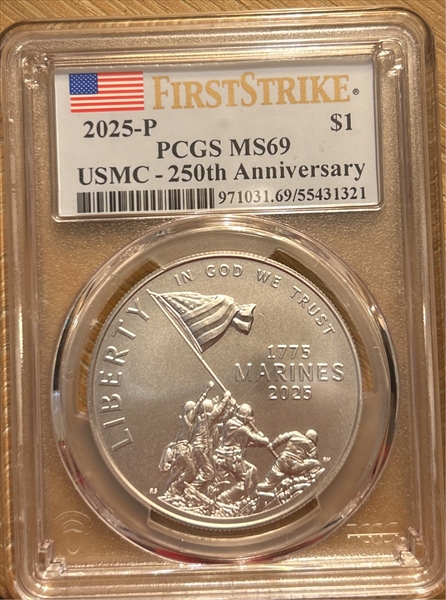 FIRSTSTRIKE®
2025-P $1
PCGS MS69
USMC - 250th Anniversary
971031.69/55431321
IN GOD WE TRUST
LIBERTY
1775
MARINES
2025